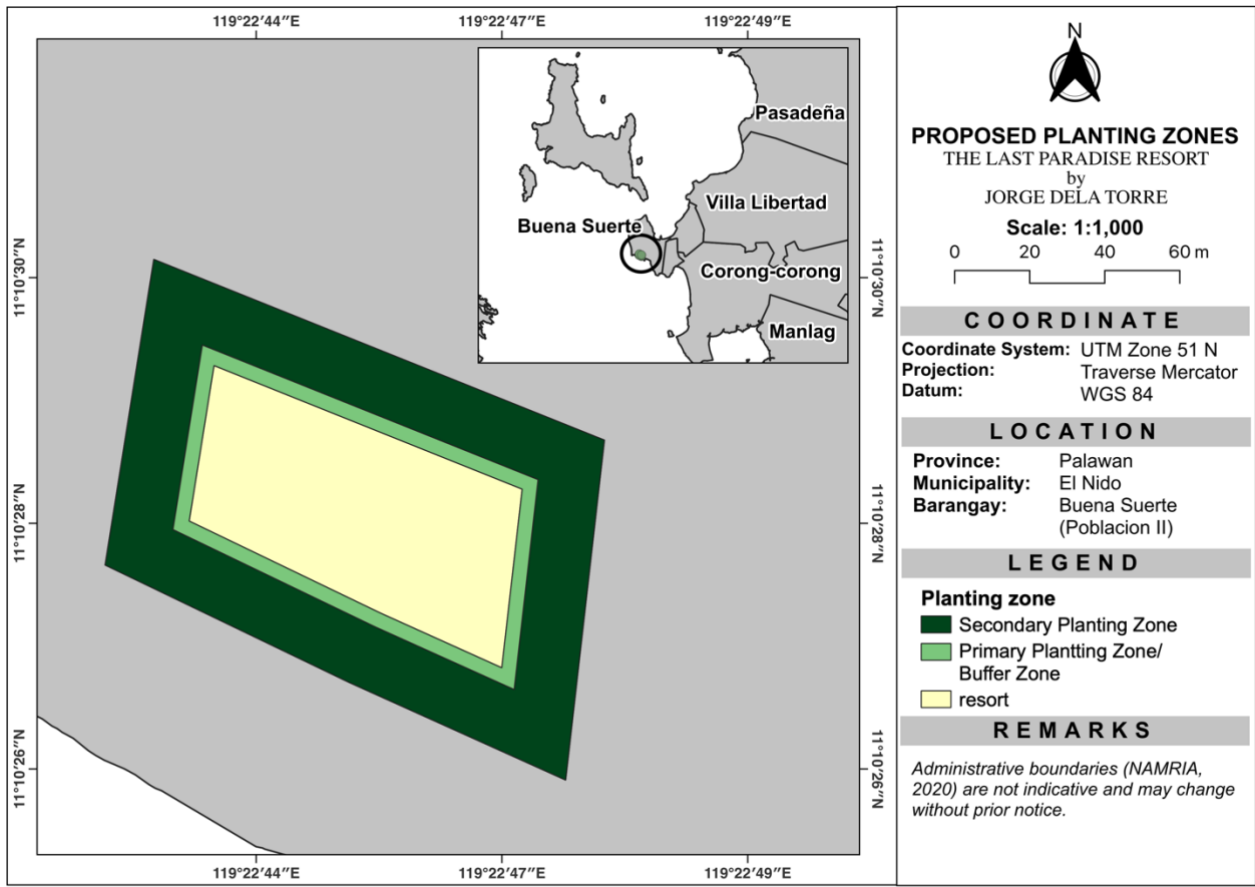 119°22′44″E
119°22′47″E
119°22′49″E
11°10′30″N
11°10′28″N
11°10′26″N
11°10′30″N
11°10′28″N
11°10′26″N
119°22′44″E
119°22′47″E
119°22′49″E
Pasadeña
Villa Libertad
Buena Suerte
Corong-corong
Manlag
N
PROPOSED PLANTING ZONES
THE LAST PARADISE RESORT
by
JORGE DELA TORRE
Scale: 1:1,000
0 20 40 60 m
COORDINATE
Coordinate System: UTM Zone 51 N
Projection: Traverse Mercator
Datum: WGS 84
LOCATION
Province: Palawan
Municipality: El Nido
Barangay: Buena Suerte
(Poblacion II)
LEGEND
Planting zone
Secondary Planting Zone
Primary Plantting Zone/
Buffer Zone
resort
REMARKS
Administrative boundaries (NAMRIA,
2020) are not indicative and may change
without prior notice.